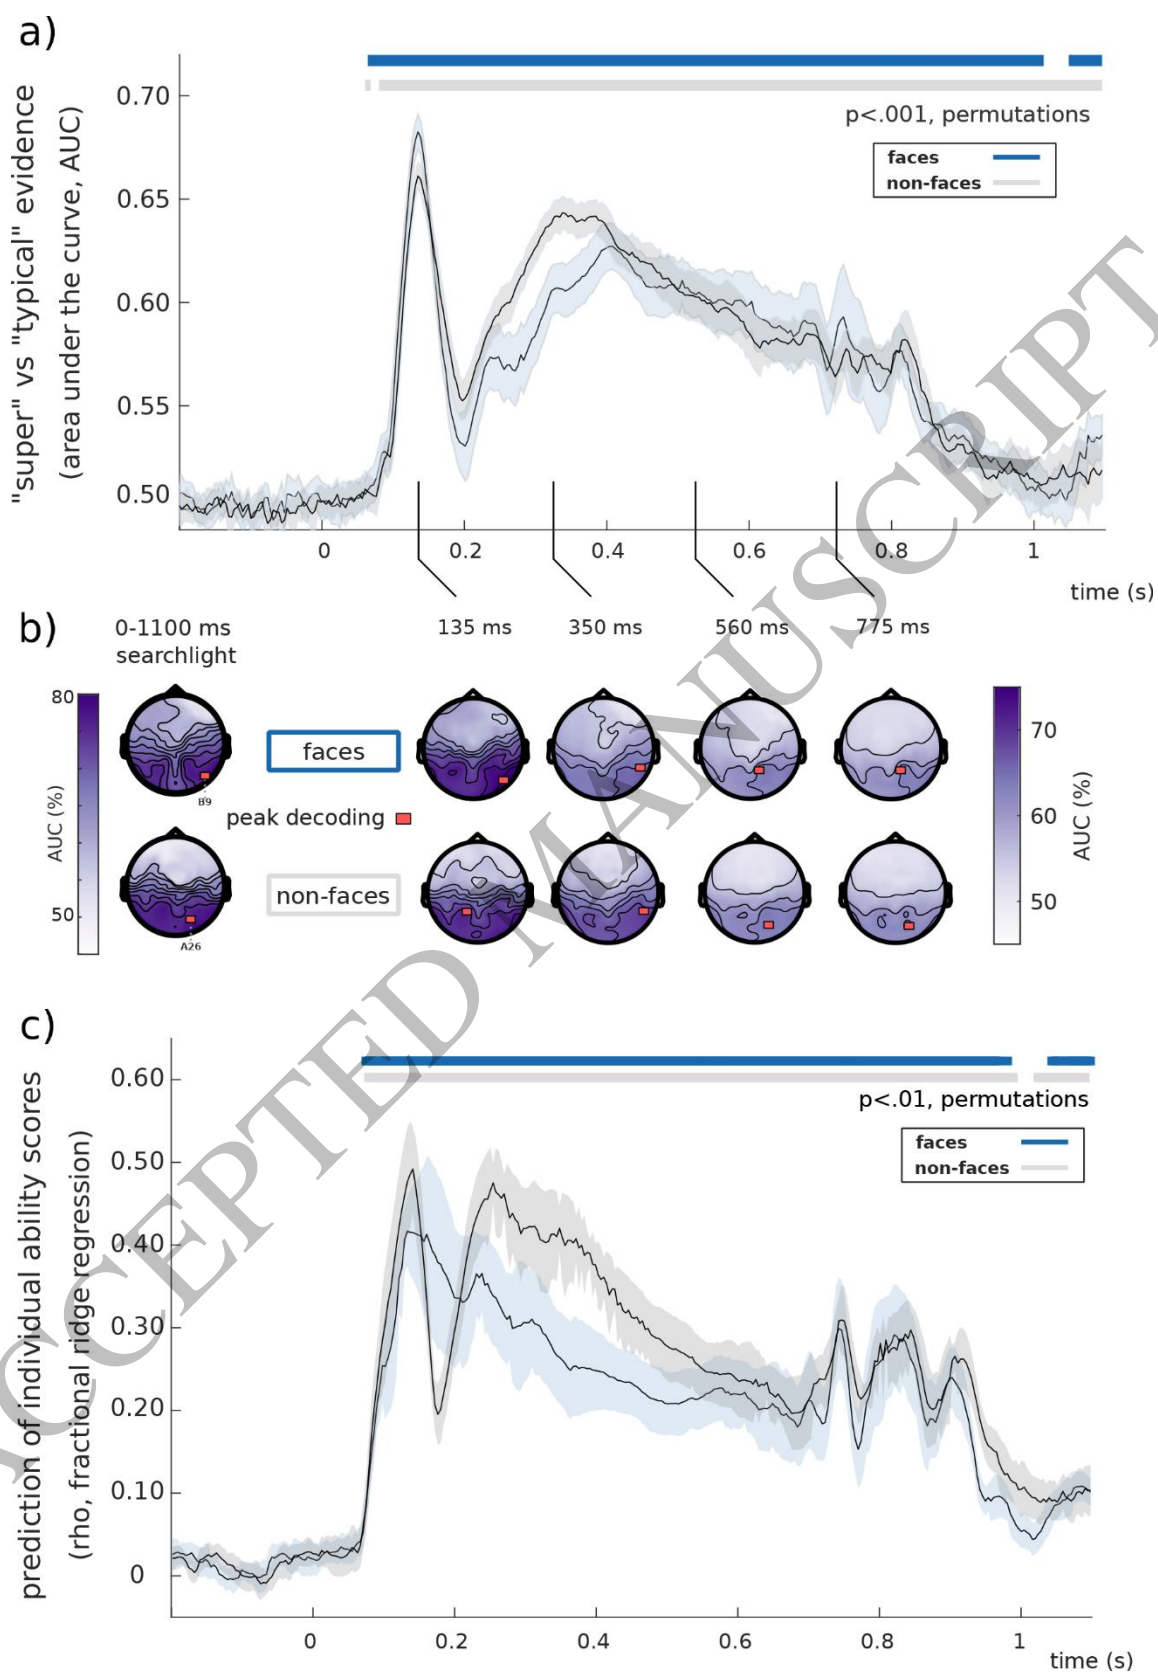 a)
"super" vs "typical" evidence
(area under the curve, AUC)
0.70
0.65
0.60
0.55
0.50
p<.001, permutations
faces
non-faces
0
0.2
0.4
0.6
0.8
1
time (s)
b)
0-1100 ms
searchlight
135 ms
350 ms
560 ms
775 ms
80
AUC (%)
50
B9
faces
peak decoding
A26
non-faces
70
60
50
AUC (%)
c)
prediction of individual ability scores
(rho, fractional ridge regression)
0.60
0.50
0.40
0.30
0.20
0.10
0
p<.01, permutations
faces
non-faces
0
0.2
0.4
0.6
0.8
1
time (s)
ACCEPTED MANUSCRIPT